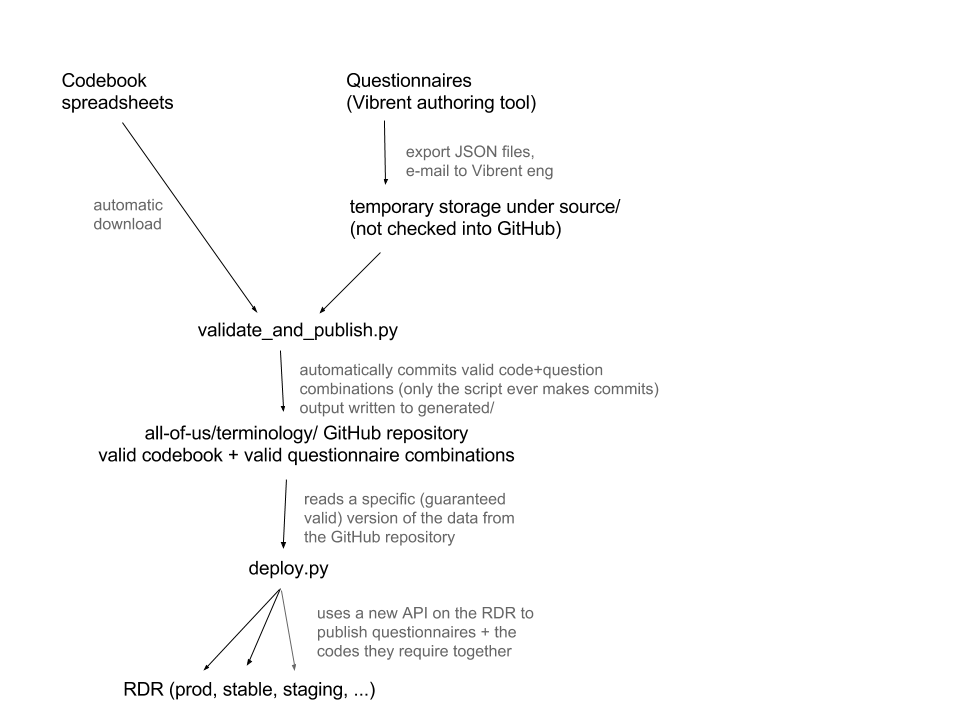 Codebook
spreadsheets
Questionnaires
(Vibrent authoring tool)
export JSON files,
e-mail to Vibrent eng
automatic
download
temporary storage under source/
(not checked into GitHub)
validate_and_publish.py
automatically commits valid code+question
combinations (only the script ever makes commits)
output written to generated/
all-of-us/terminology/ GitHub repository
valid codebook + valid questionnaire combinations
reads a specific (guaranteed
valid) version of the data from
the GitHub repository
deploy.py
uses a new API on the RDR to
publish questionnaires + the
codes they require together
RDR (prod, stable, staging, ...)